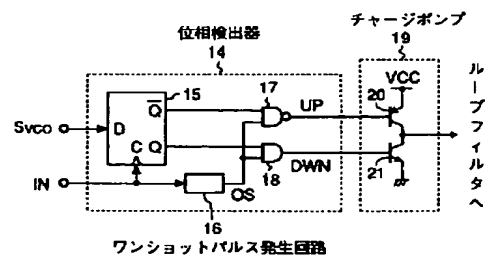 位相検出器
14
チャージポンプ
19
15
Q
D
C
Q
SVCO
IN
16
OS
17
UP
18
DWN
VCC
20
21
ループフィルタへ
ワンショットパルス発生回路